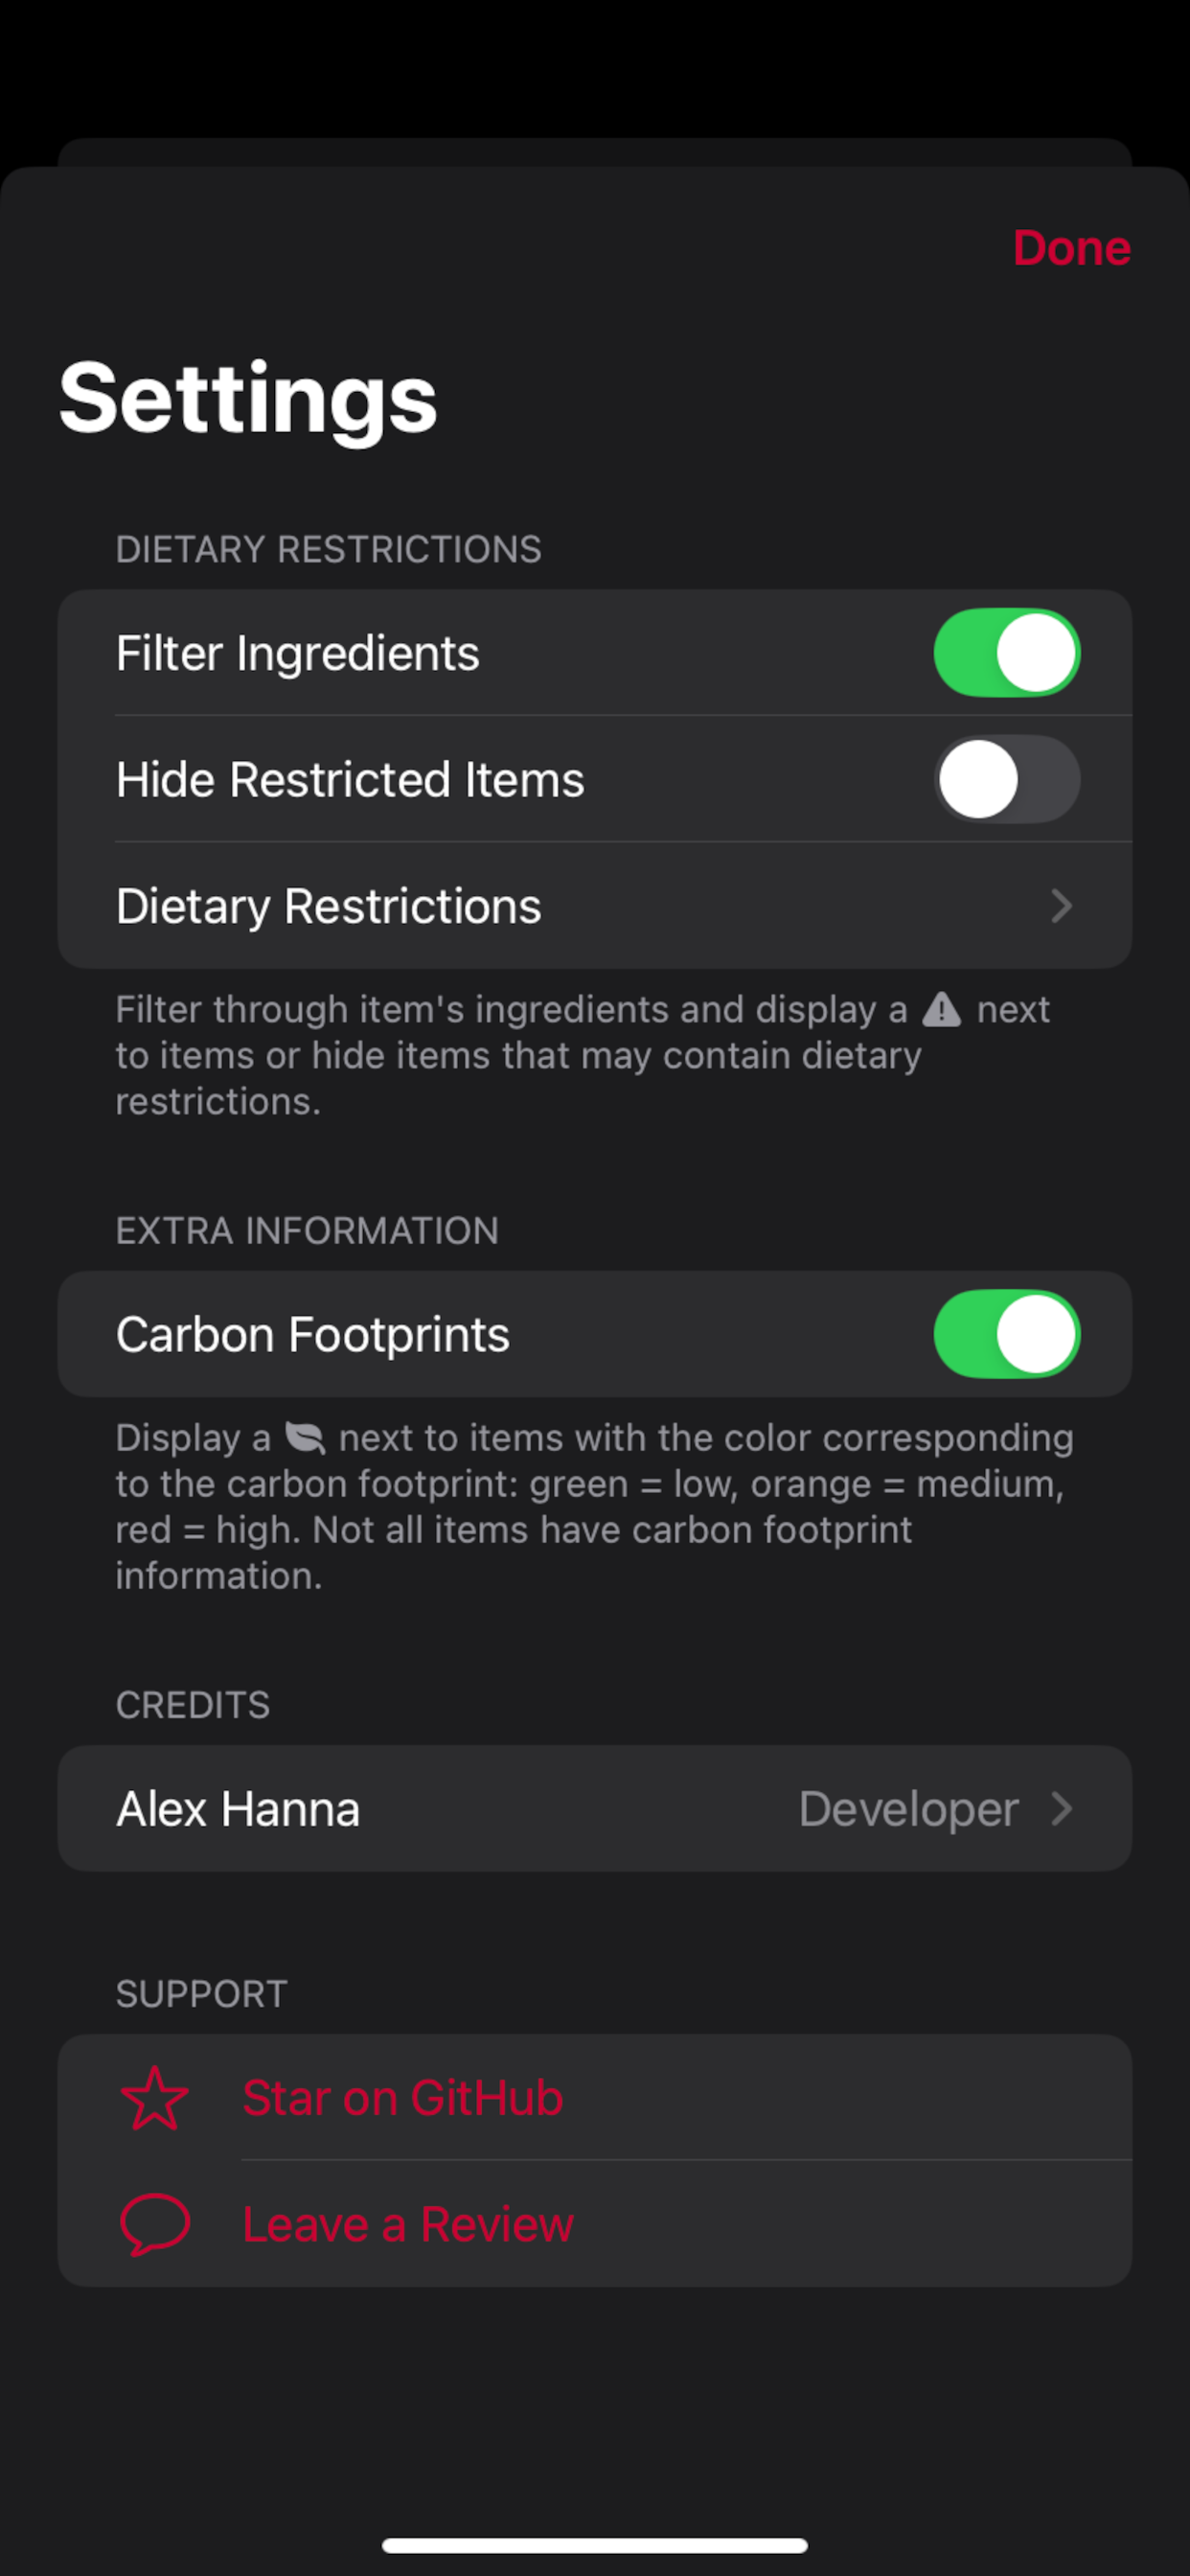 Done
Settings
DIETARY RESTRICTIONS
Filter Ingredients
Hide Restricted Items
Dietary Restrictions
Filter through item's ingredients and display a next
to items or hide items that may contain dietary
restrictions.
EXTRA INFORMATION
Carbon Footprints
Display a next to items with the color corresponding
to the carbon footprint: green = low, orange = medium,
red = high. Not all items have carbon footprint
information.
CREDITS
Alex Hanna Developer
SUPPORT
Star on GitHub
Leave a Review